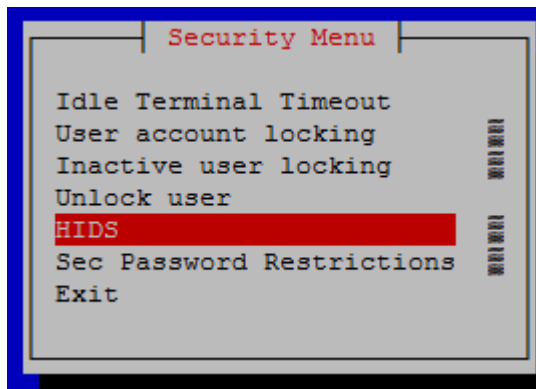 Security Menu
Idle Terminal Timeout
User account locking
Inactive user locking
Unlock user
HIDS
Sec Password Restrictions
Exit